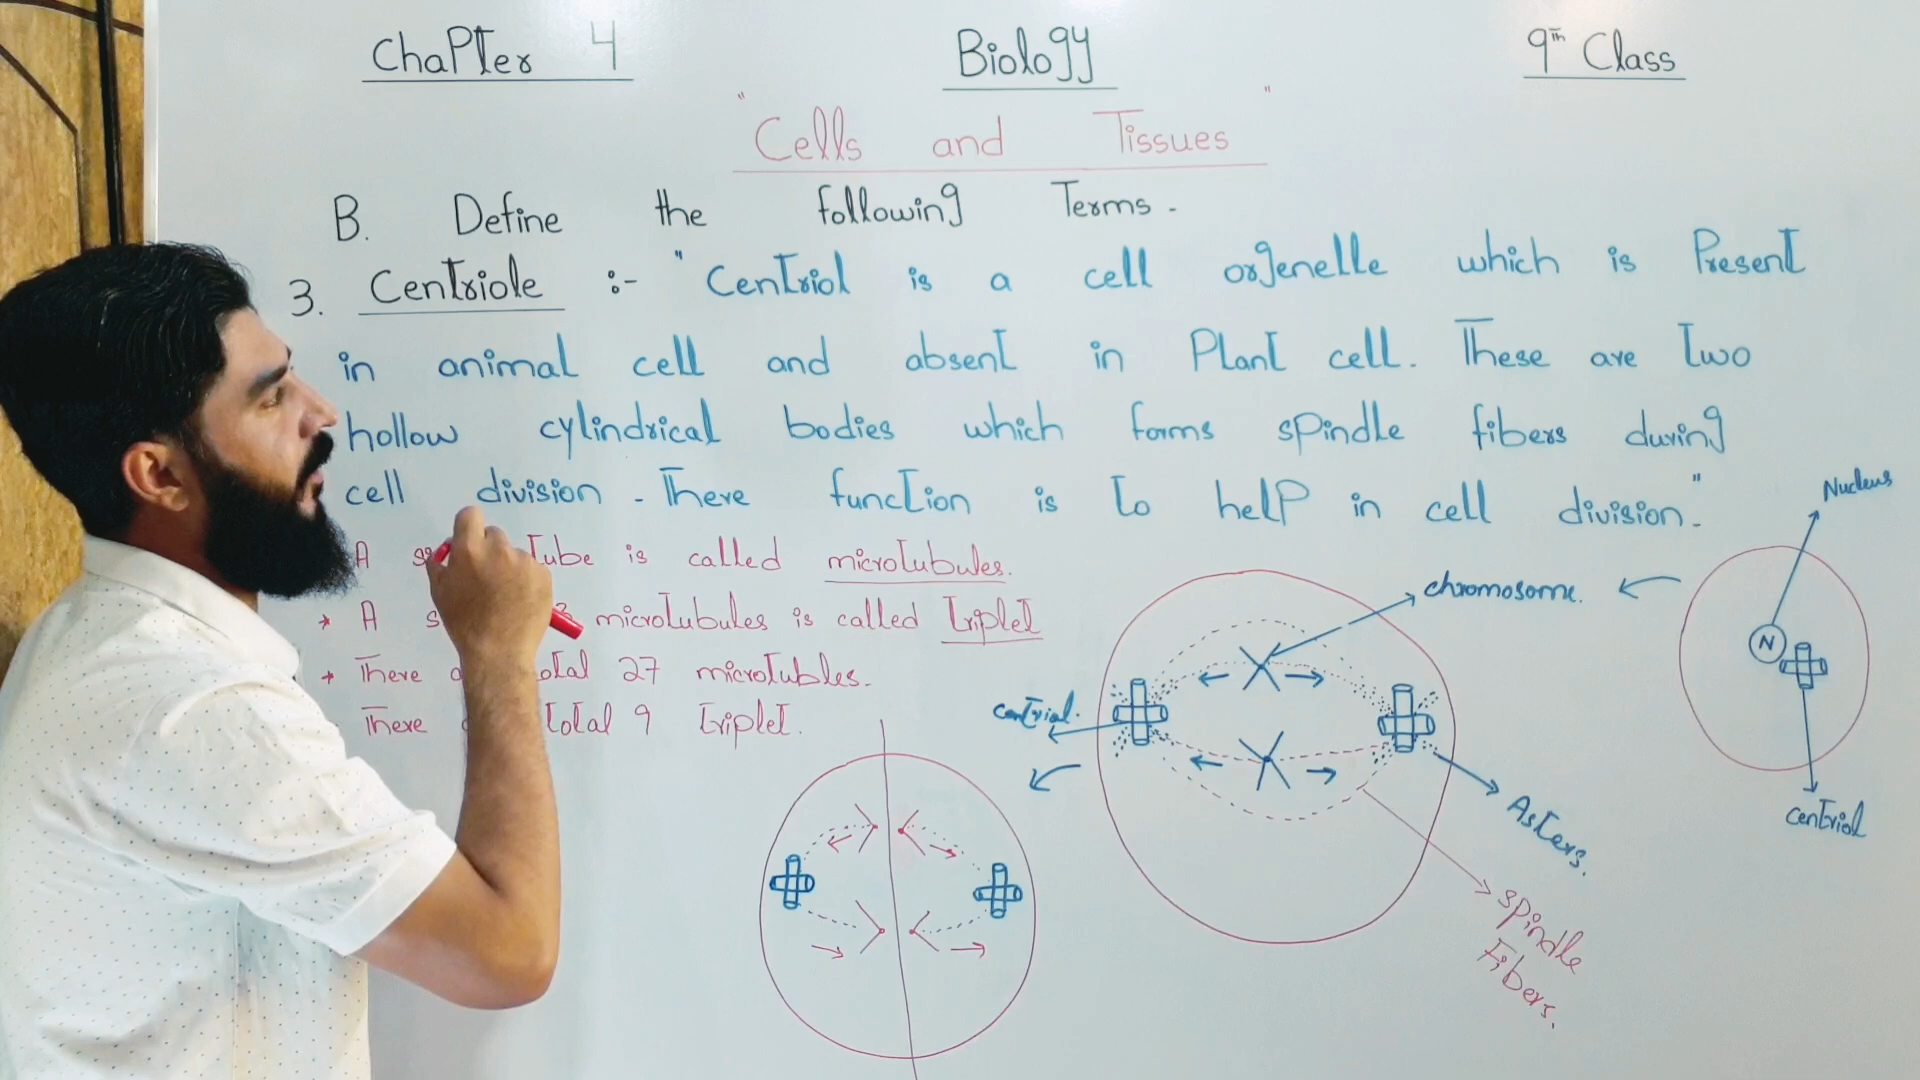 Chapter 4
Biology
9th Class
"Cells and Tissues"
B. Define the following Terms.
3. Centriole :- "Centriol is a cell orgenelle which is Present
in animal cell and absent in Plant cell. These are two
hollow cylindrical bodies which forms spindle fibers during
cell division. There function is to help in cell division."
A tube is called microtubules.
* A microtubules is called triplet
* There total 27 microtubles.
There total 9 triplet.
Nucleus
chromosome.
N
centriol.
centriol
Asters.
spindle
Fibers.